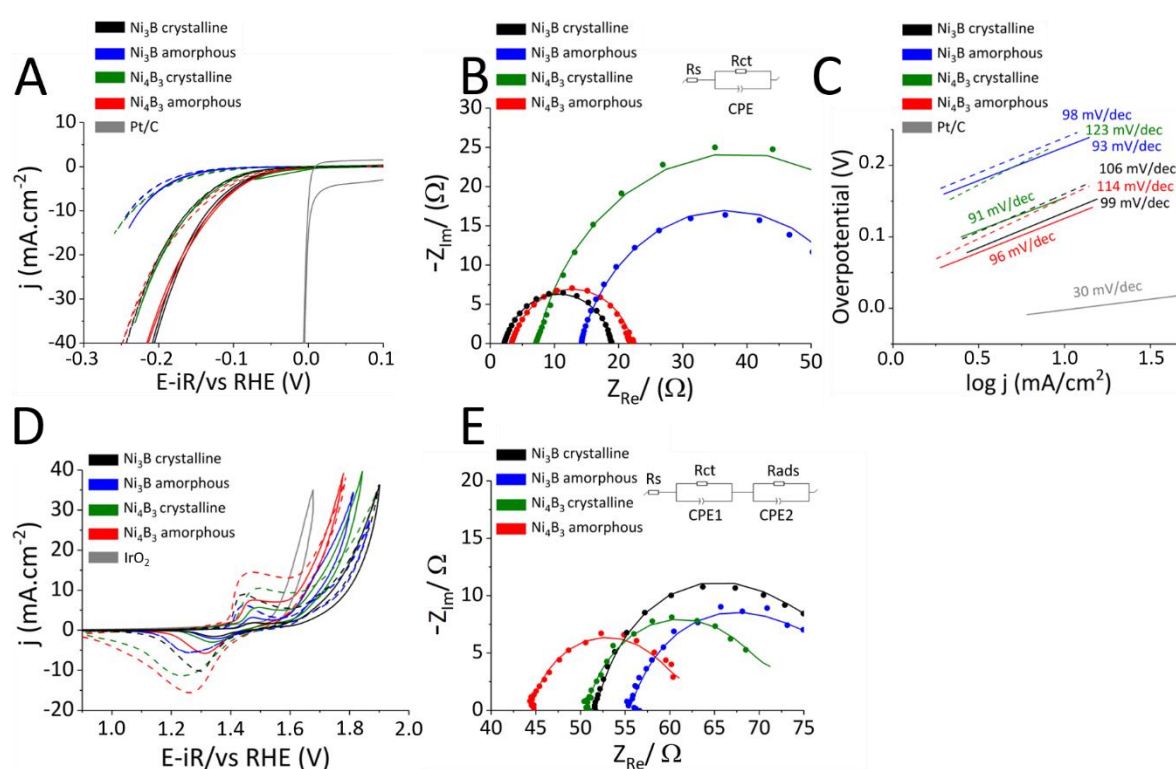 A
Ni₃B crystalline
Ni₃B amorphous
Ni₄B₃ crystalline
Ni₄B₃ amorphous
Pt/C
10
0
-10
-20
-30
-40
-0.3
-0.2
-0.1
0.0
0.1
j (mA.cm⁻²)
E-iR/vs RHE (V)
B
Ni₃B crystalline
Ni₃B amorphous
Ni₄B₃ crystalline
Ni₄B₃ amorphous
Rs
Rct
CPE
25
20
15
10
5
0
0
10
20
30
40
50
-Z_Im/ (Ω)
Z_Re/ (Ω)
C
Ni₃B crystalline
Ni₃B amorphous
Ni₄B₃ crystalline
Ni₄B₃ amorphous
Pt/C
98 mV/dec
123 mV/dec
93 mV/dec
106 mV/dec
114 mV/dec
99 mV/dec
91 mV/dec
96 mV/dec
30 mV/dec
0.2
0.1
0.0
0.0
0.5
1.0
1.5
Overpotential (V)
log j (mA/cm²)
D
Ni₃B crystalline
Ni₃B amorphous
Ni₄B₃ crystalline
Ni₄B₃ amorphous
IrO₂
40
30
20
10
0
-10
-20
1.0
1.2
1.4
1.6
1.8
2.0
j (mA.cm⁻²)
E-iR/vs RHE (V)
E
Ni₃B crystalline
Ni₃B amorphous
Ni₄B₃ crystalline
Ni₄B₃ amorphous
Rs
Rct
Rads
CPE1
CPE2
20
15
10
5
0
40
45
50
55
60
65
70
75
-Z_Im/ Ω
Z_Re/ Ω